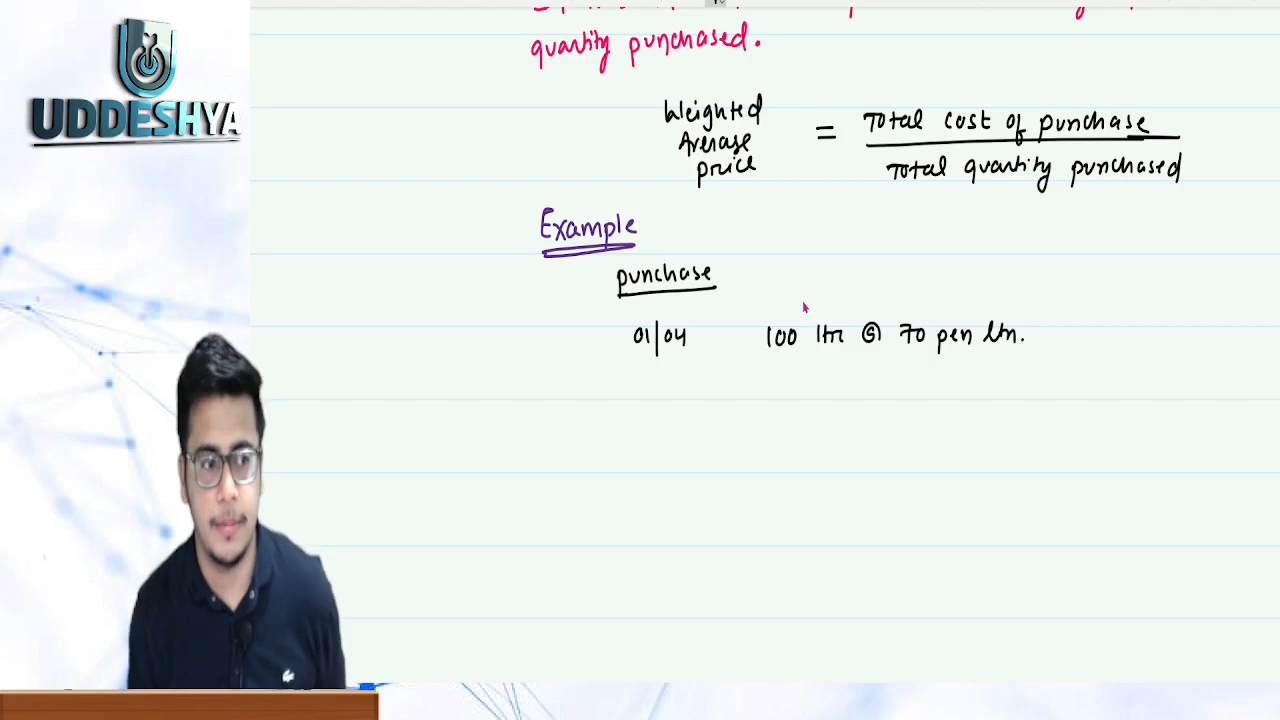 UDDESHYA
quantity purchased.
Weighted
Average
price
= Total cost of purchase
Total quantity purchased
Example
purchase
01/04 100 ltr @ 70 per ltr.